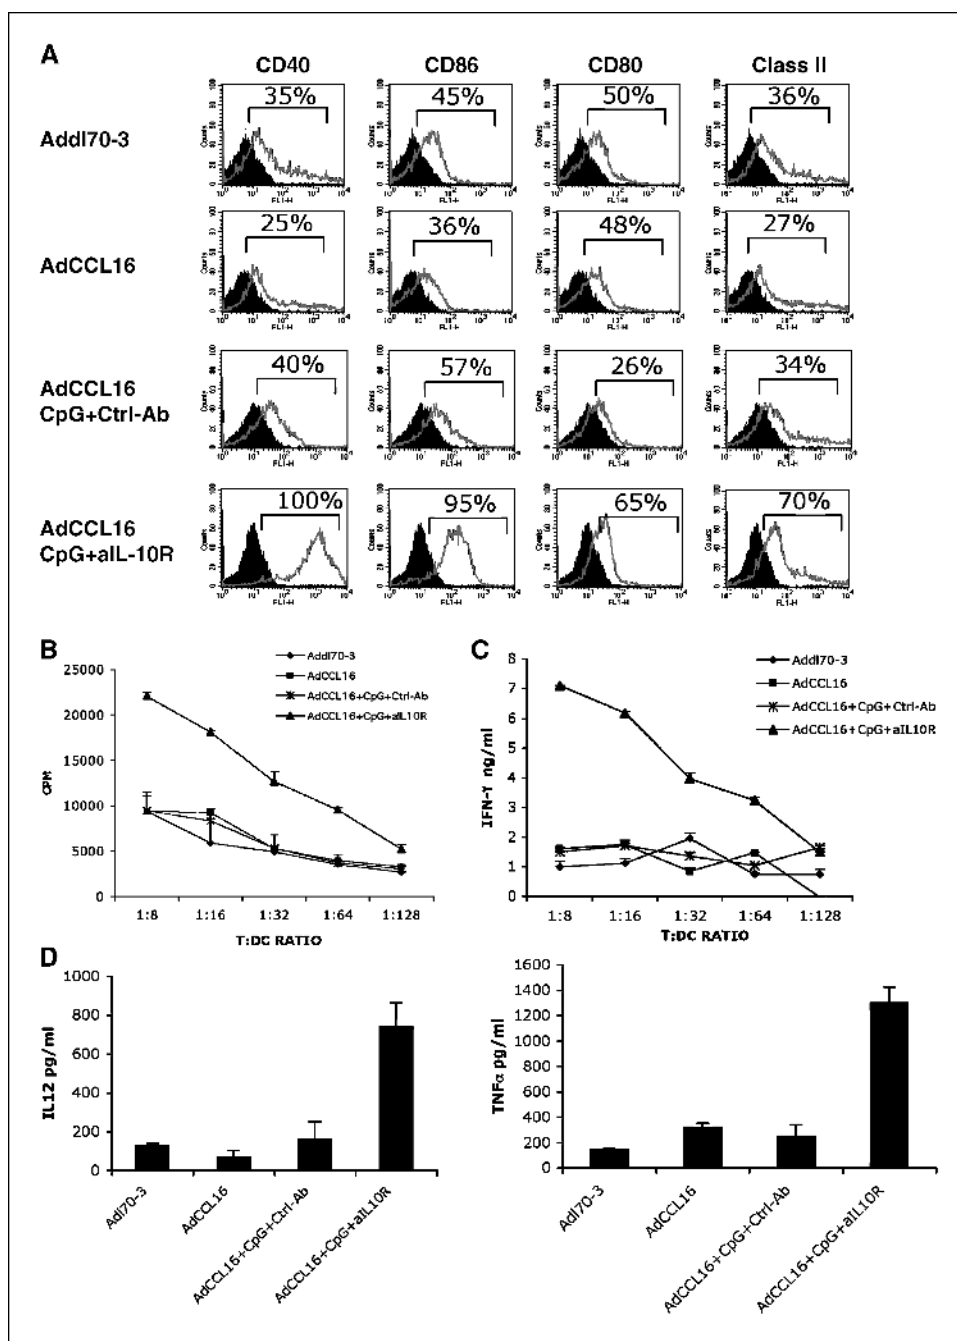 A
CD40 CD86 CD80 Class II
Addl70-3
35% 45% 50% 36%
AdCCL16
25% 36% 48% 27%
AdCCL16
CpG+Ctrl-Ab
40% 57% 26% 34%
AdCCL16
CpG+aIL-10R
100% 95% 65% 70%
Counts
FL1-H
B
Addl70-3
AdCCL16
AdCCL16+CpG+Ctrl-Ab
AdCCL16+CpG+aIL10R
CPM
25000
20000
15000
10000
5000
0
1:8 1:16 1:32 1:64 1:128
T:DC RATIO
C
Addl70-3
AdCCL16
AdCCL16+CpG+Ctrl-Ab
AdCCL16+CpG+aIL10R
IFN-γ ng/ml
8
7
6
5
4
3
2
1
0
1:8 1:16 1:32 1:64 1:128
T:DC RATIO
D
IL12 pg/ml
1000
800
600
400
200
0
Adl70-3
AdCCL16
AdCCL16+CpG+Ctrl-Ab
AdCCL16+CpG+aIL10R
TNFα pg/ml
1600
1400
1200
1000
800
600
400
200
0
Adl70-3
AdCCL16
AdCCL16+CpG+Ctrl-Ab
AdCCL16+CpG+aIL10R